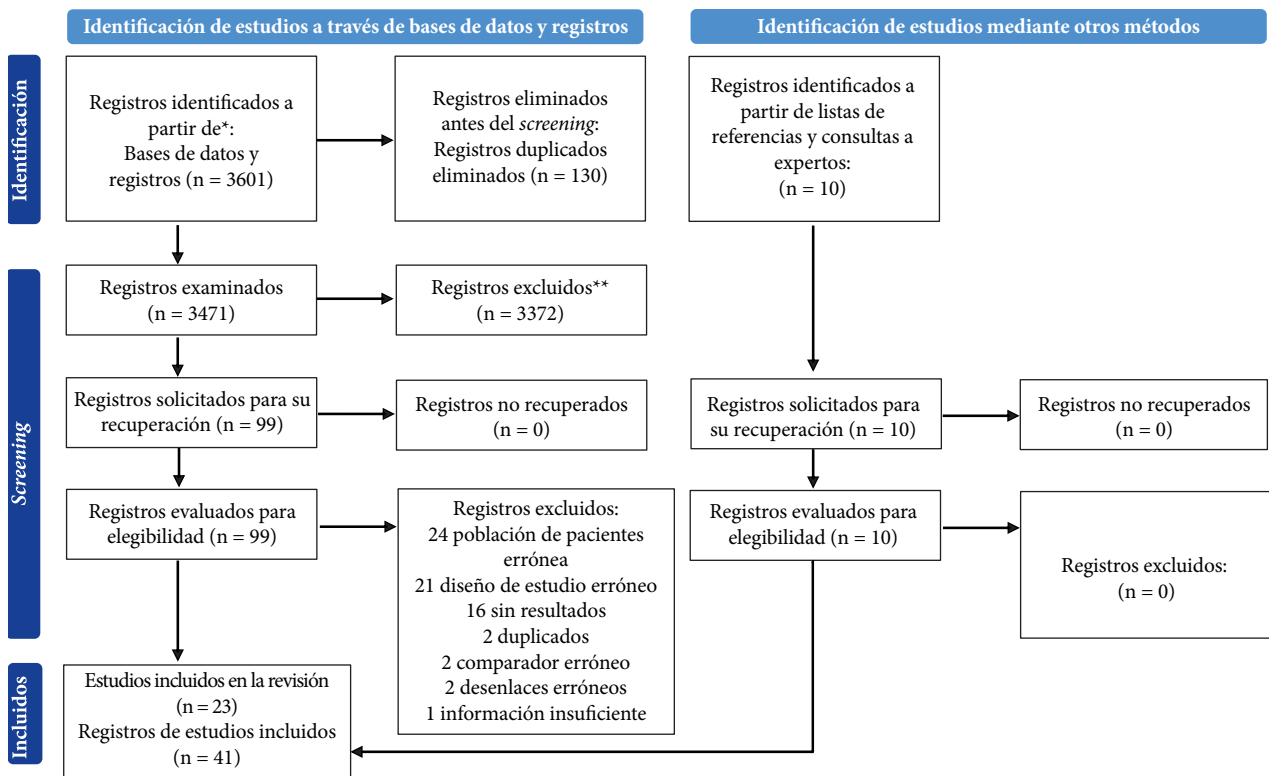 Identificación de estudios a través de bases de datos y registros
Identificación de estudios mediante otros métodos
Identificación
Registros identificados a
partir de*:
Bases de datos y
registros (n = 3601)
Registros eliminados
antes del screening:
Registros duplicados
eliminados (n = 130)
Registros identificados a
partir de listas de
referencias y consultas a
expertos:
(n = 10)
Screening
Registros examinados
(n = 3471)
Registros excluidos**
(n = 3372)
Registros solicitados para su
recuperación (n = 99)
Registros no recuperados
(n = 0)
Registros solicitados para
su recuperación (n = 10)
Registros no recuperados
(n = 0)
Registros evaluados para
elegibilidad (n = 99)
Registros excluidos:
24 población de pacientes
errónea
21 diseño de estudio erróneo
16 sin resultados
2 duplicados
2 comparador erróneo
2 desenlaces erróneos
1 información insuficiente
Registros evaluados para
elegibilidad (n = 10)
Registros excluidos:
(n = 0)
Incluidos
Estudios incluidos en la revisión
(n = 23)
Registros de estudios incluidos
(n = 41)